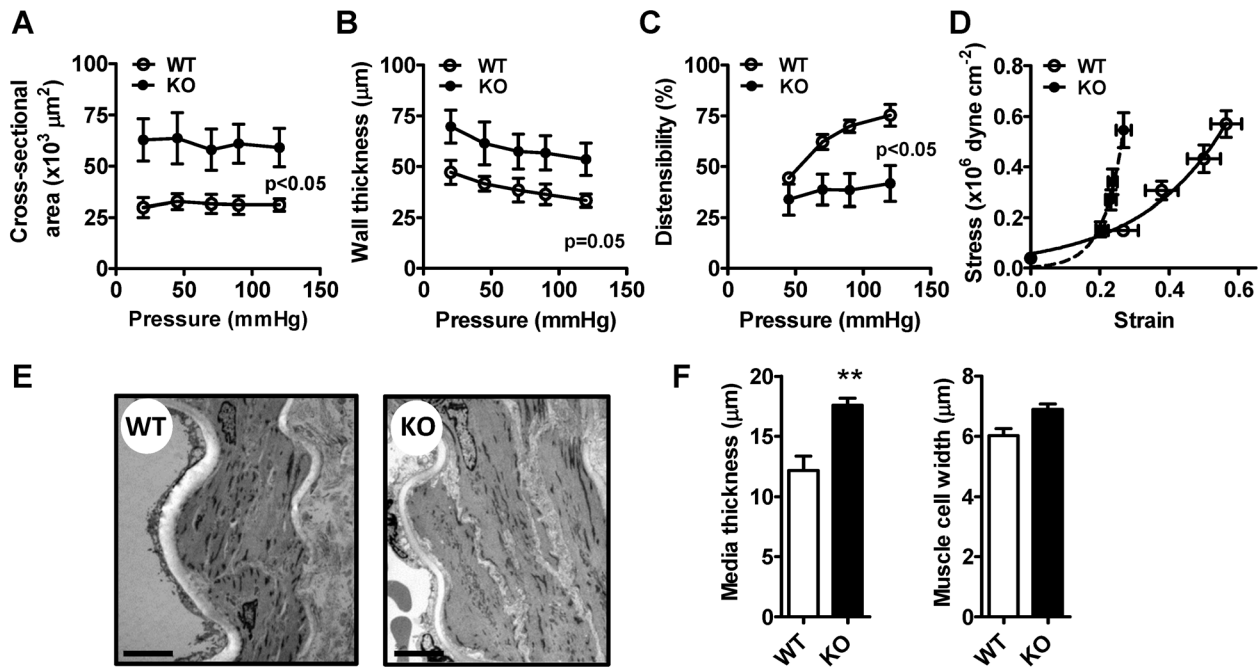 A
Cross-sectional
area (x10³ µm²)
100
75
50
25
0
WT
KO
p<0.05
0 50 100 150
Pressure (mmHg)
B
Wall thickness (µm)
100
75
50
25
0
WT
KO
p=0.05
0 50 100 150
Pressure (mmHg)
C
Distensibility (%)
100
75
50
25
0
WT
KO
p<0.05
0 50 100 150
Pressure (mmHg)
D
Stress (x10⁶ dyne cm⁻²)
0.8
0.6
0.4
0.2
0.0
WT
KO
0.0 0.2 0.4 0.6
Strain
E
WT
KO
F
Media thickness (µm)
20
15
10
5
0
**
WT
KO
Muscle cell width (µm)
8
6
4
2
0
WT
KO